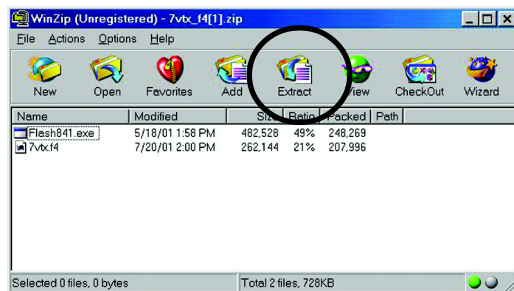 WinZip (Unregistered) - 7vtx_f4[1].zip
File Actions Options Help
New Open Favorites Add Extract View CheckOut Wizard
Name Modified Size Ratio Packed Path
Flash841.exe 5/18/01 1:58 PM 482,528 49% 248,269
7vtx.f4 7/20/01 2:00 PM 262,144 21% 207,996
Selected 0 files, 0 bytes Total 2 files, 728KB